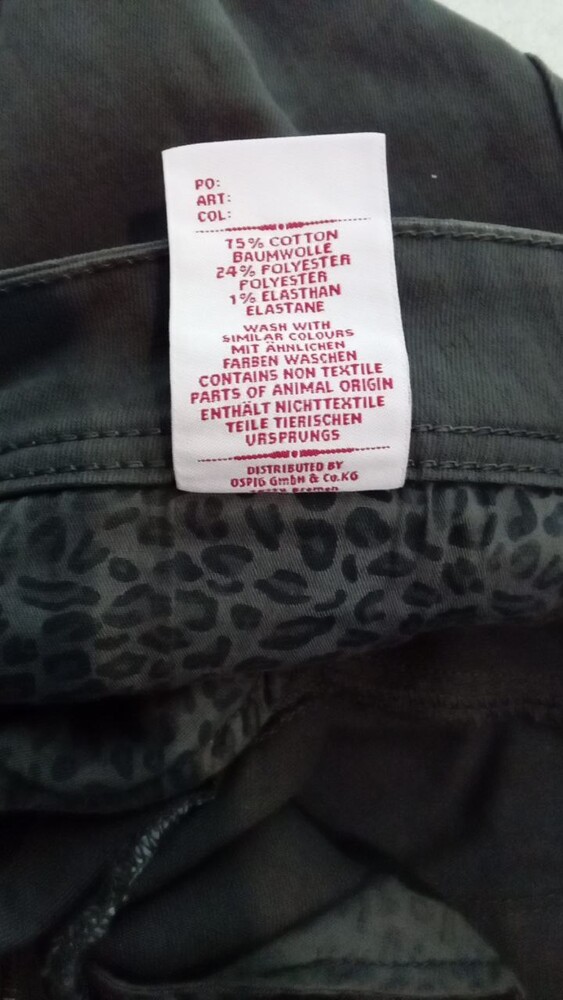 PO:
ART:
COL:
75% COTTON
BAUMWOLLE
24% POLYESTER
POLYESTER
1% ELASTHAN
ELASTANE
WASH WITH
SIMILAR COLOURS
MIT ÄHNLICHEN
FARBEN WASCHEN
CONTAINS NON TEXTILE
PARTS OF ANIMAL ORIGIN
ENTHÄLT NICHTTEXTILE
TEILE TIERISCHEN
URSPRUNGS
DISTRIBUTED BY
OSPIG GmbH & Co.KG
Bremen